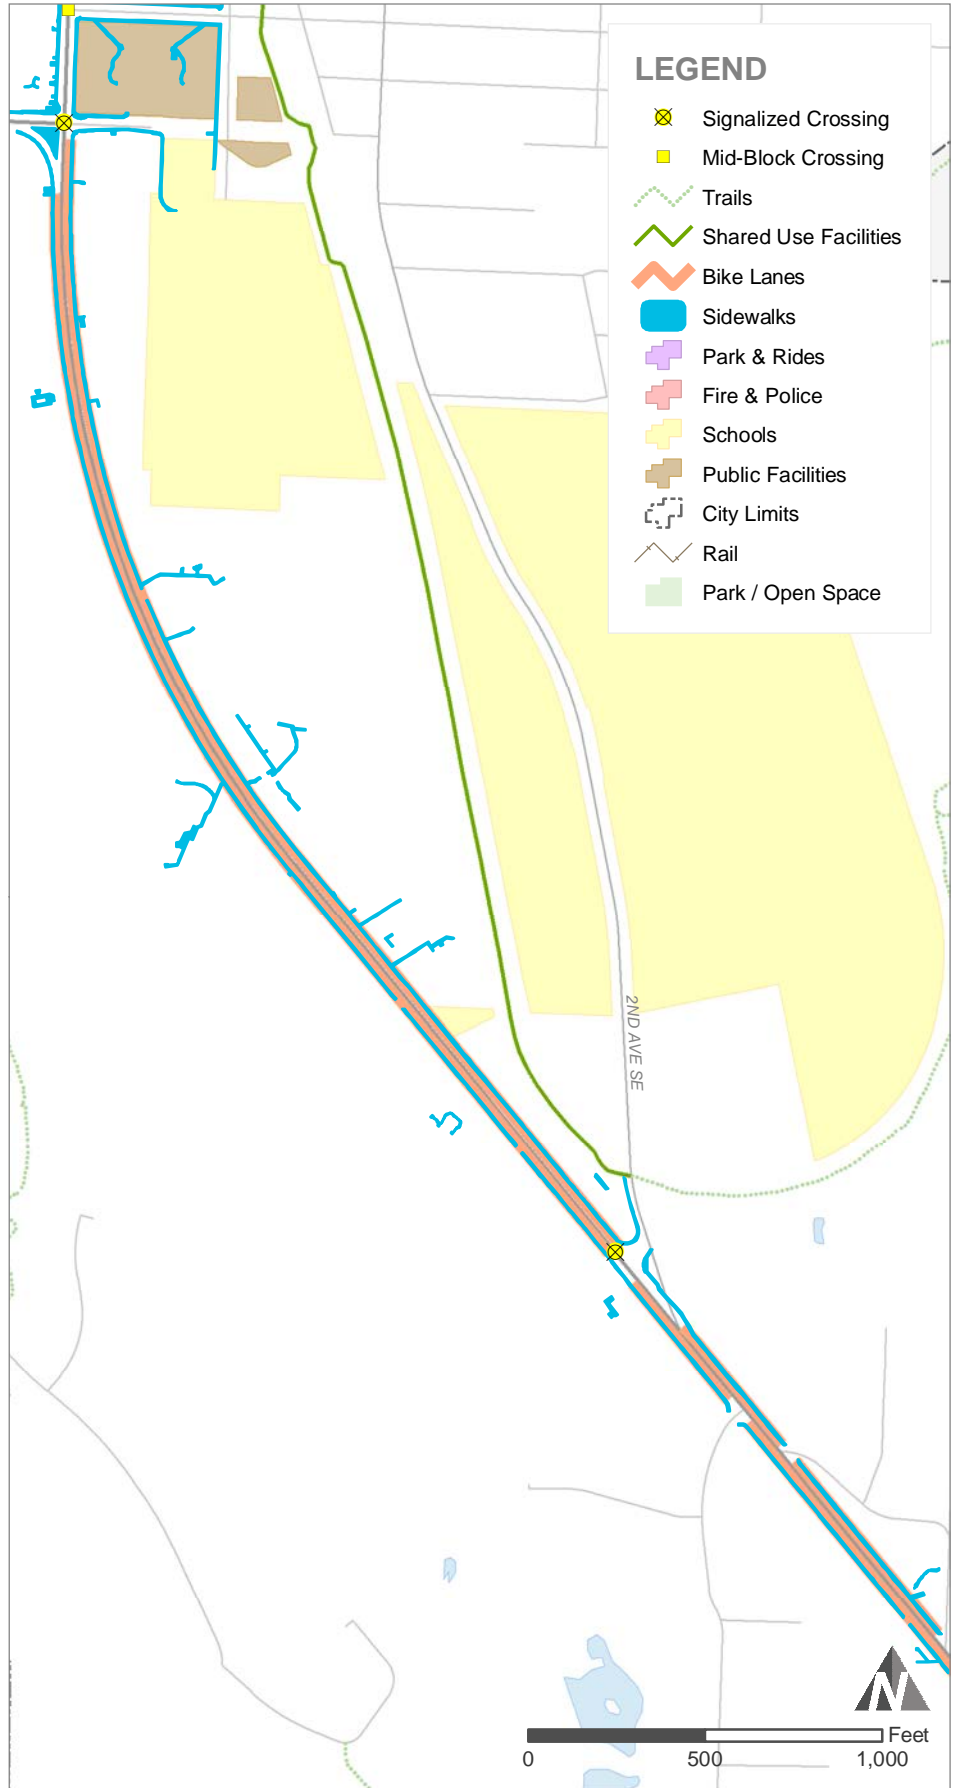 LEGEND
Signalized Crossing
Mid-Block Crossing
Trails
Shared Use Facilities
Bike Lanes
Sidewalks
Park & Rides
Fire & Police
Schools
Public Facilities
City Limits
Rail
Park / Open Space
2ND AVE SE
N
Feet
0 500 1,000